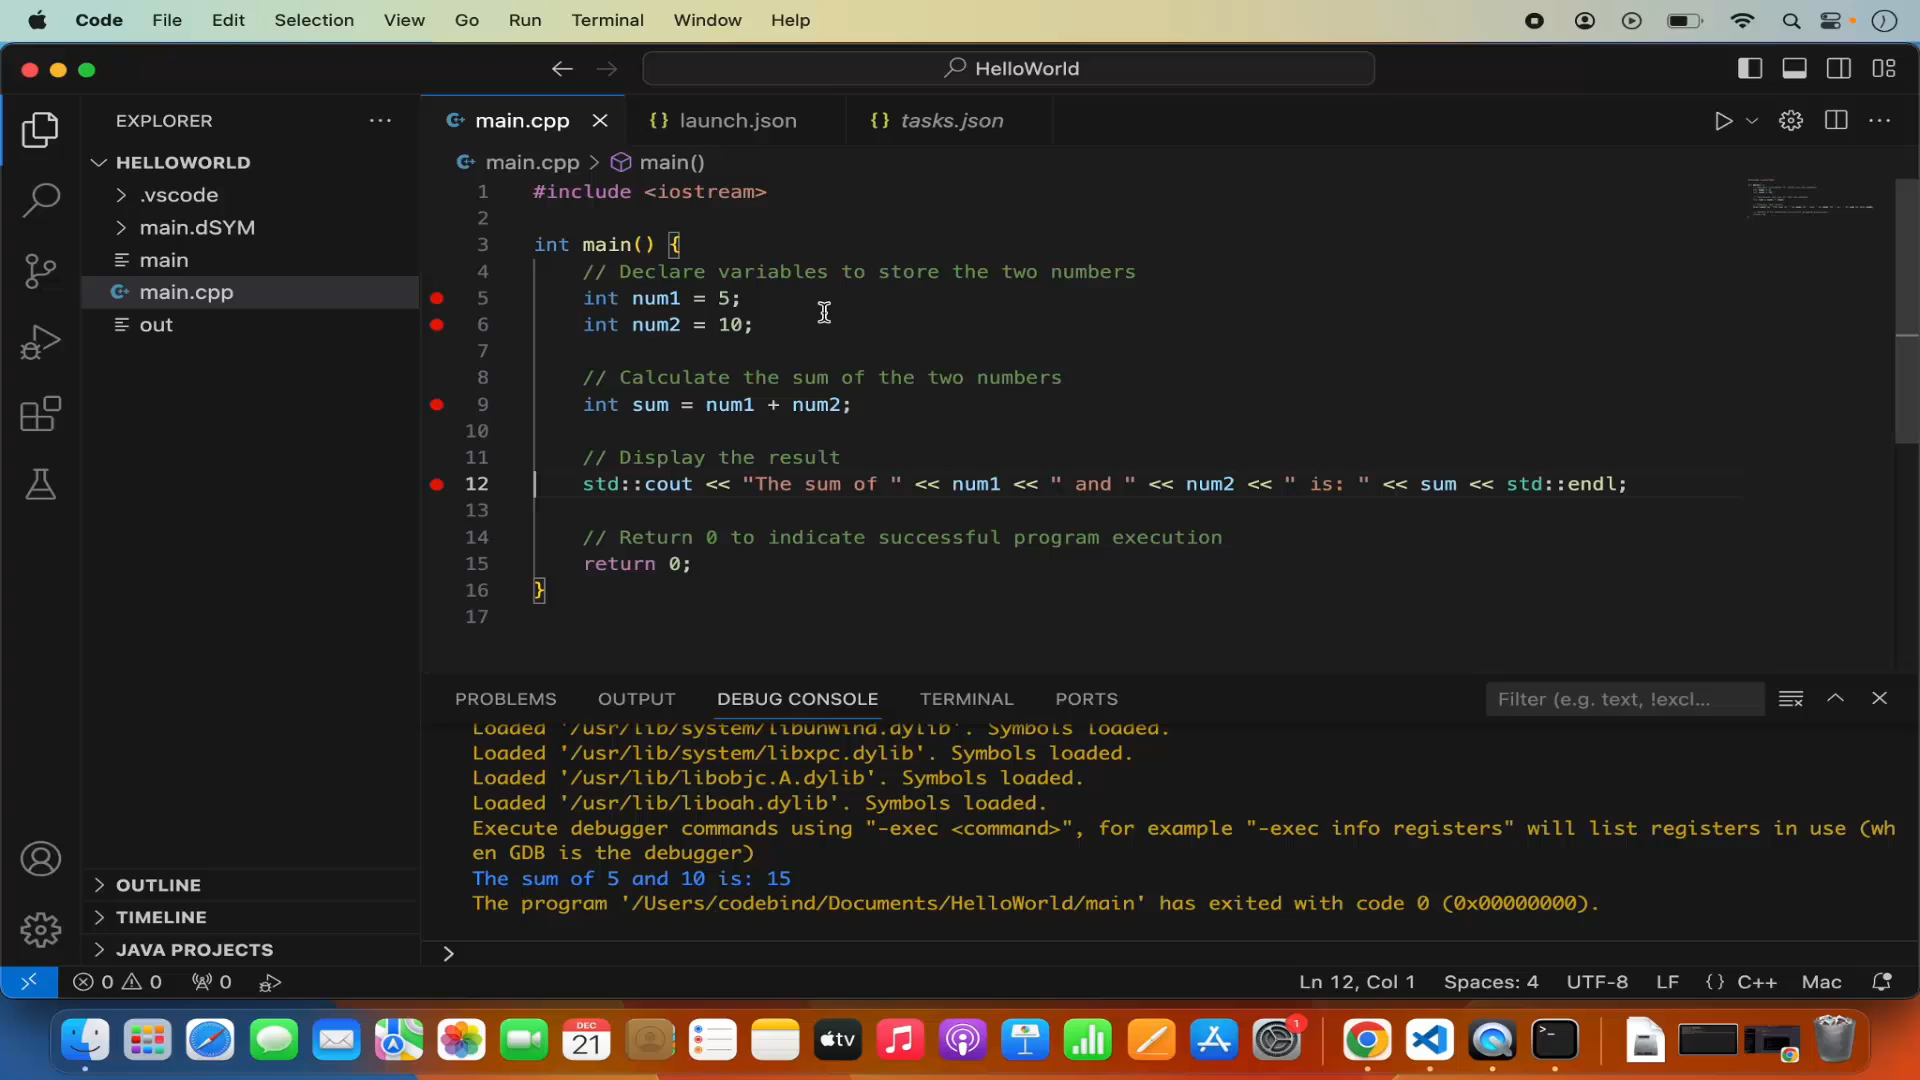 Code File Edit Selection View Go Run Terminal Window Help
HelloWorld
EXPLORER
main.cpp launch.json tasks.json
HELLOWORLD
.vscode
main.dSYM
main
main.cpp
out
OUTLINE
TIMELINE
JAVA PROJECTS
main.cpp > main()
1 #include <iostream>
2
3 int main() {
4 // Declare variables to store the two numbers
5 int num1 = 5;
6 int num2 = 10;
7
8 // Calculate the sum of the two numbers
9 int sum = num1 + num2;
10
11 // Display the result
12 std::cout << "The sum of " << num1 << " and " << num2 << " is: " << sum << std::endl;
13
14 // Return 0 to indicate successful program execution
15 return 0;
16 }
17
PROBLEMS OUTPUT DEBUG CONSOLE TERMINAL PORTS Filter (e.g. text, !excl...
Loaded '/usr/lib/system/libunwind.dylib'. Symbols loaded.
Loaded '/usr/lib/system/libxpc.dylib'. Symbols loaded.
Loaded '/usr/lib/libobjc.A.dylib'. Symbols loaded.
Loaded '/usr/lib/liboah.dylib'. Symbols loaded.
Execute debugger commands using "-exec <command>", for example "-exec info registers" will list registers in use (wh
en GDB is the debugger)
The sum of 5 and 10 is: 15
The program '/Users/codebind/Documents/HelloWorld/main' has exited with code 0 (0x00000000).
>
0 0 0 Ln 12, Col 1 Spaces: 4 UTF-8 LF {} C++ Mac
DEC
21
tv
1